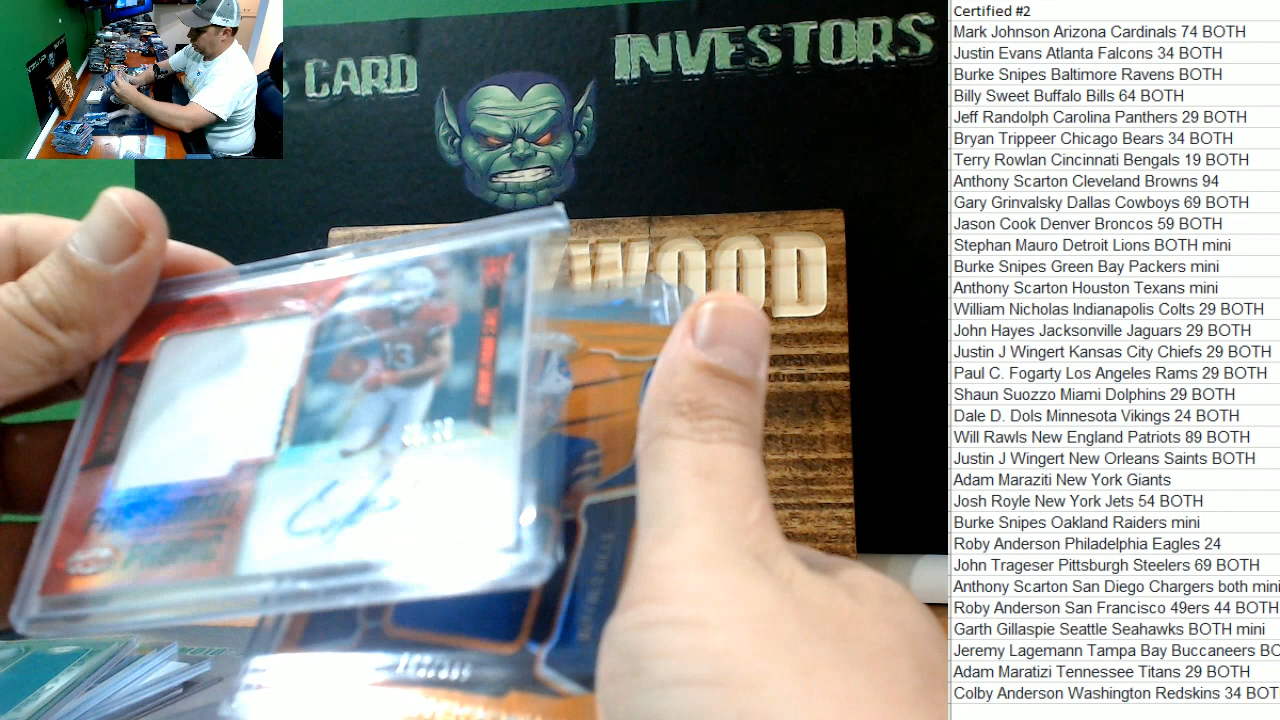 CARD
INVESTORS
WOOD
13
Certified #2
Mark Johnson Arizona Cardinals 74 BOTH
Justin Evans Atlanta Falcons 34 BOTH
Burke Snipes Baltimore Ravens BOTH
Billy Sweet Buffalo Bills 64 BOTH
Jeff Randolph Carolina Panthers 29 BOTH
Bryan Trippeer Chicago Bears 34 BOTH
Terry Rowlan Cincinnati Bengals 19 BOTH
Anthony Scarton Cleveland Browns 94
Gary Grinvalsky Dallas Cowboys 69 BOTH
Jason Cook Denver Broncos 59 BOTH
Stephan Mauro Detroit Lions BOTH mini
Burke Snipes Green Bay Packers mini
Anthony Scarton Houston Texans mini
William Nicholas Indianapolis Colts 29 BOTH
John Hayes Jacksonville Jaguars 29 BOTH
Justin J Wingert Kansas City Chiefs 29 BOTH
Paul C. Fogarty Los Angeles Rams 29 BOTH
Shaun Suozzo Miami Dolphins 29 BOTH
Dale D. Dols Minnesota Vikings 24 BOTH
Will Rawls New England Patriots 89 BOTH
Justin J Wingert New Orleans Saints BOTH
Adam Maraziti New York Giants
Josh Royle New York Jets 54 BOTH
Burke Snipes Oakland Raiders mini
Roby Anderson Philadelphia Eagles 24
John Trageser Pittsburgh Steelers 69 BOTH
Anthony Scarton San Diego Chargers both mini
Roby Anderson San Francisco 49ers 44 BOTH
Garth Gillaspie Seattle Seahawks BOTH mini
Jeremy Lagemann Tampa Bay Buccaneers BO
Adam Maratizi Tennessee Titans 29 BOTH
Colby Anderson Washington Redskins 34 BOT